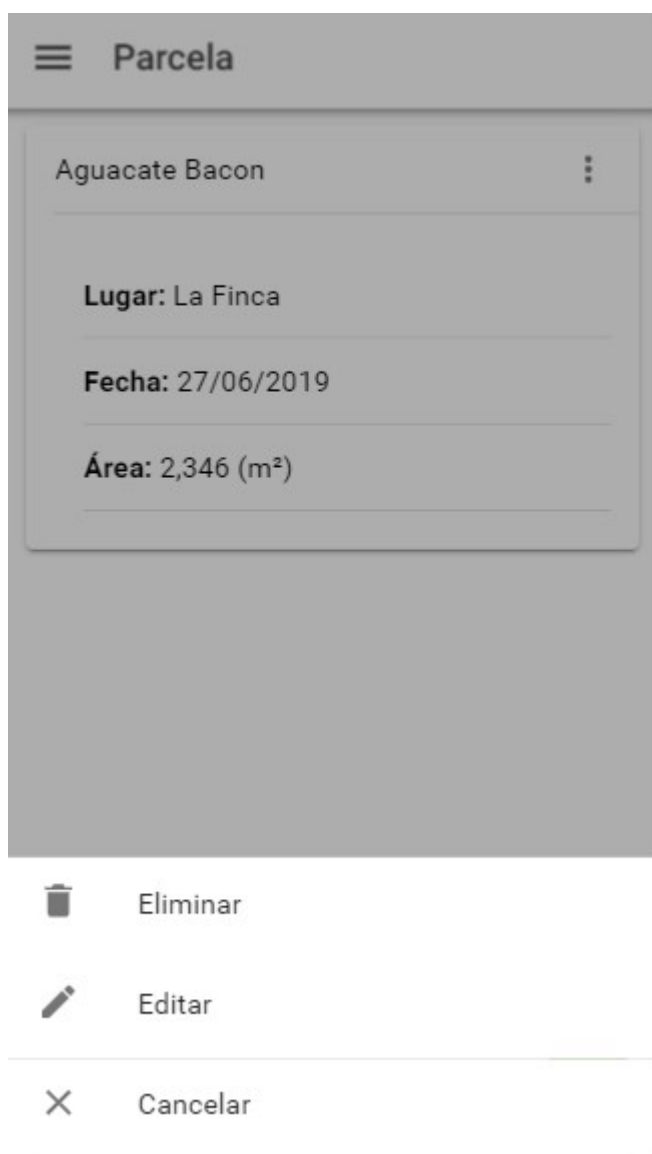 Parcela
Aguacate Bacon
Lugar: La Finca
Fecha: 27/06/2019
Área: 2,346 (m²)
Eliminar
Editar
Cancelar